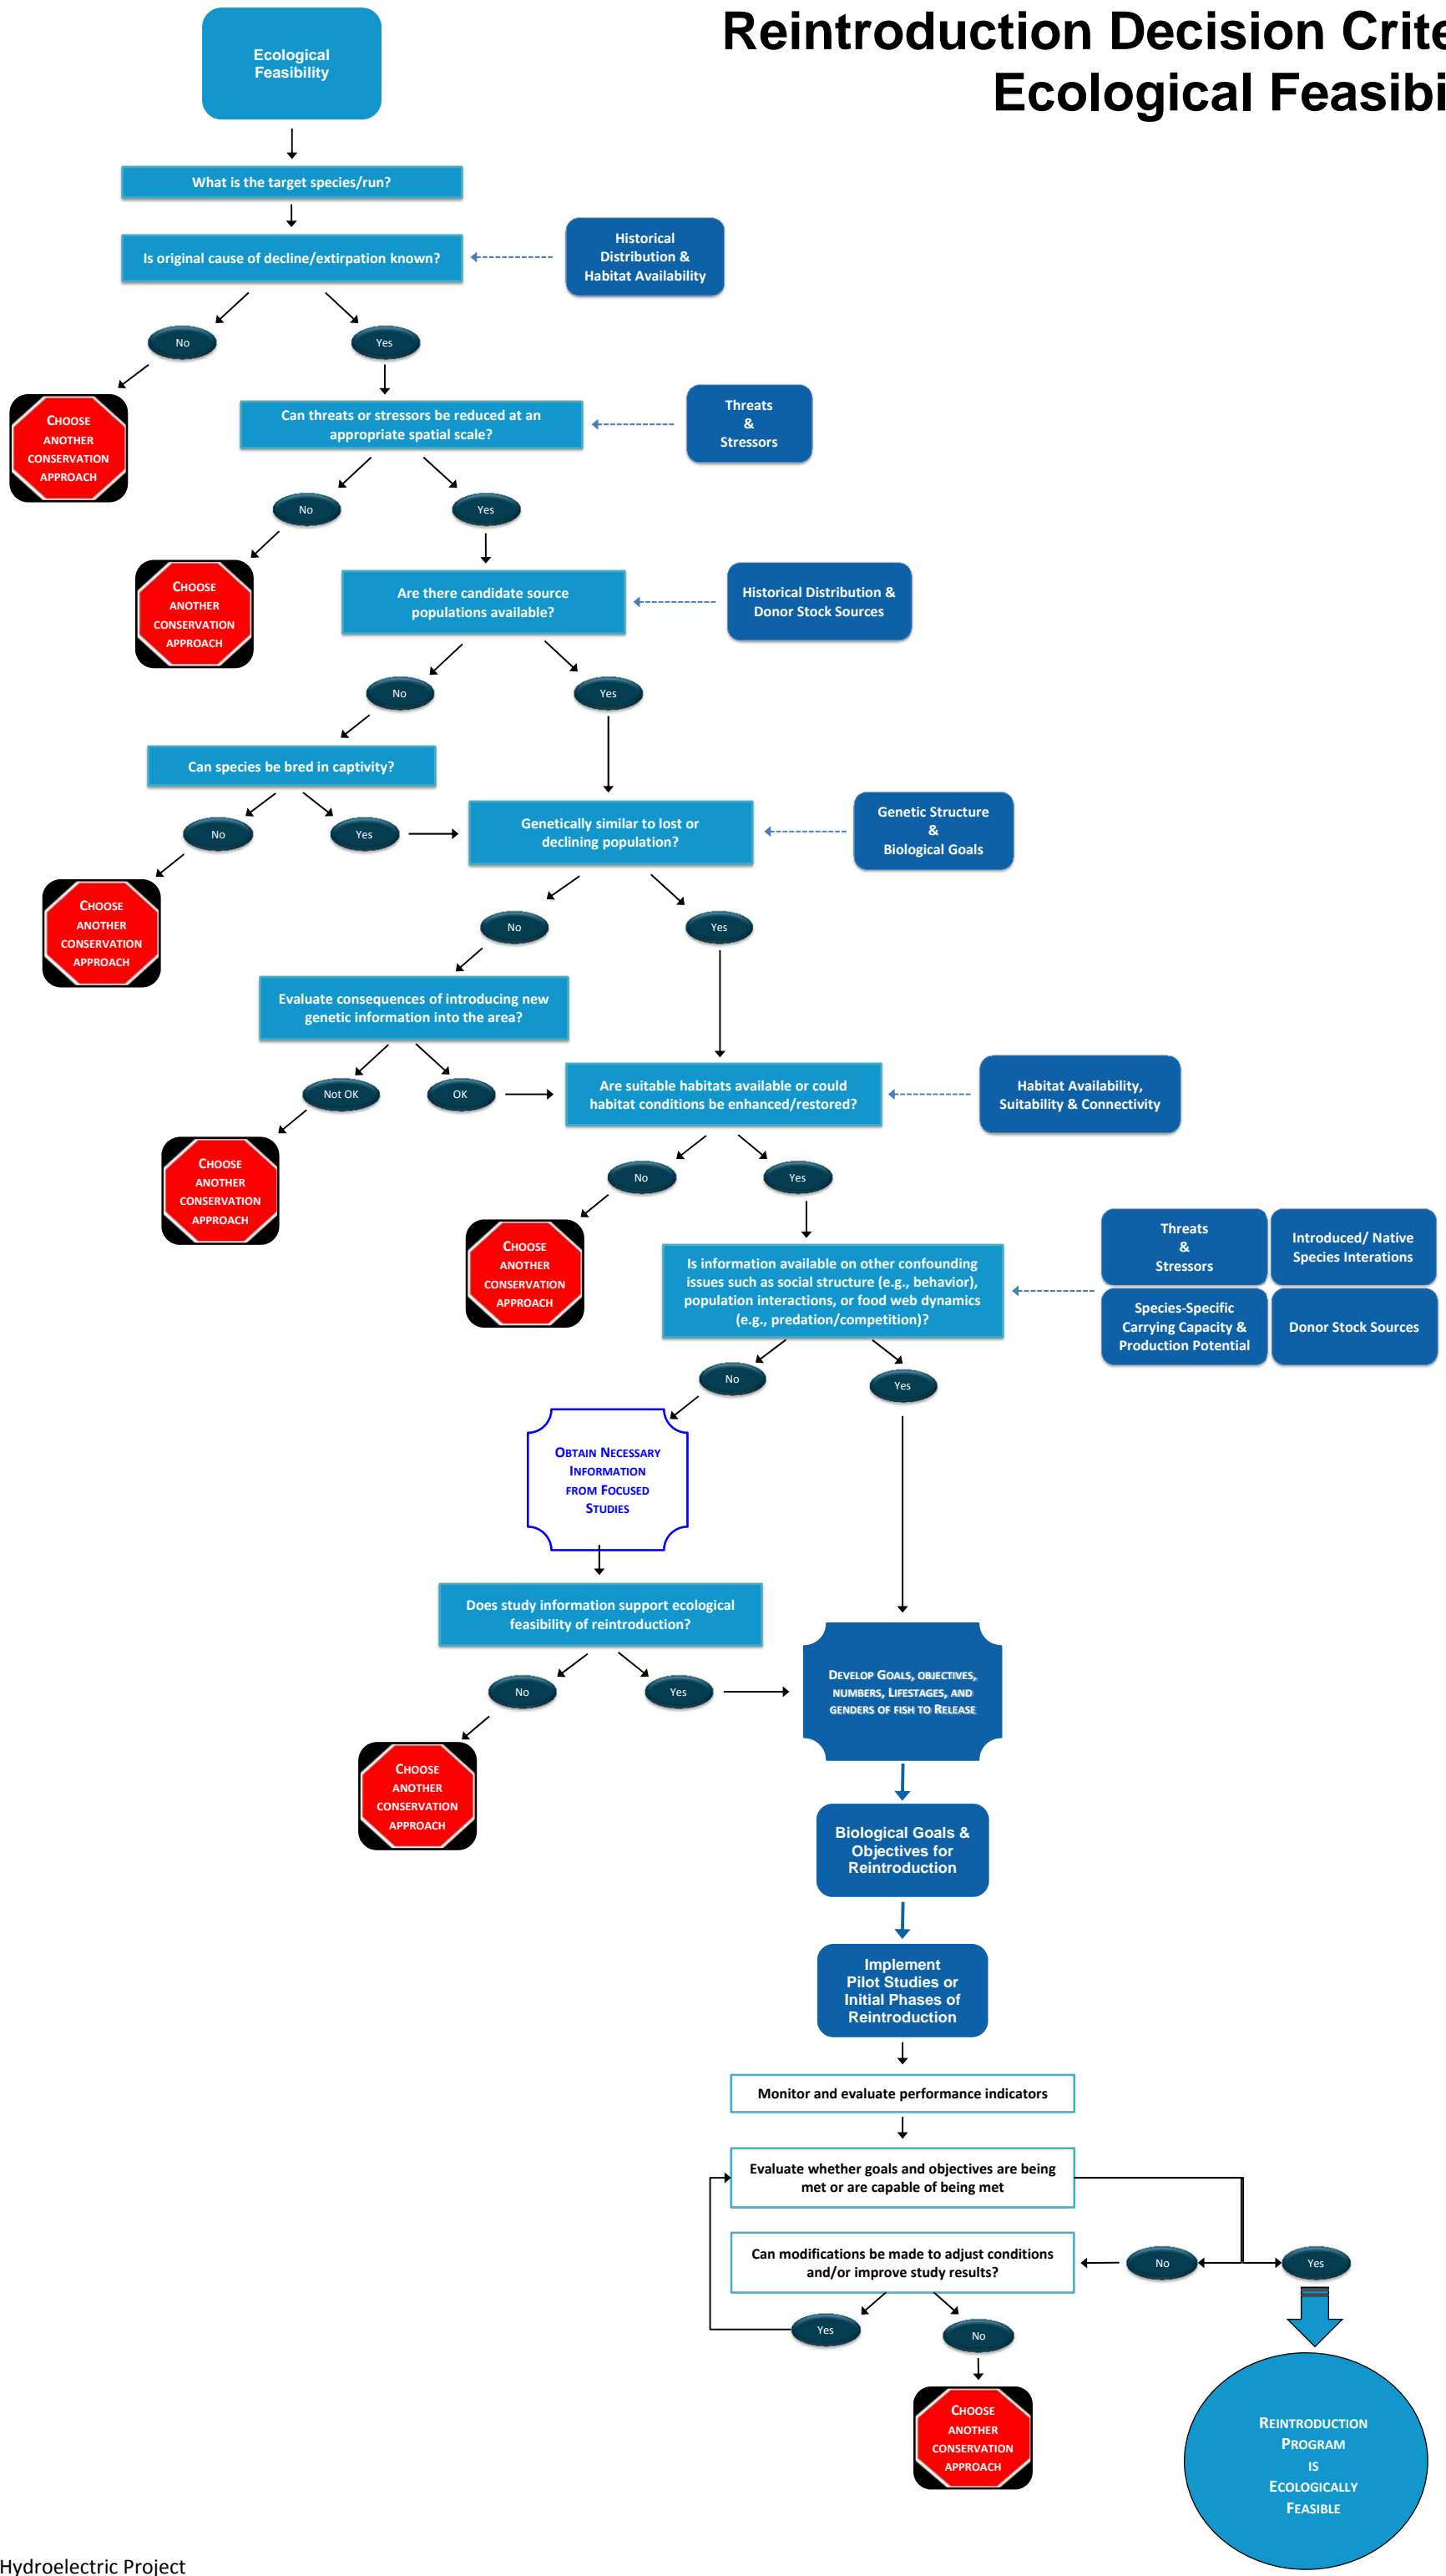 Reintroduction Decision Crite
Ecological Feasibi
Ecological
Feasibility
What is the target species/run?
Is original cause of decline/extirpation known?
Historical
Distribution &
Habitat Availability
No
Yes
CHOOSE
ANOTHER
CONSERVATION
APPROACH
Can threats or stressors be reduced at an
appropriate spatial scale?
Threats
&
Stressors
No
Yes
CHOOSE
ANOTHER
CONSERVATION
APPROACH
Are there candidate source
populations available?
Historical Distribution &
Donor Stock Sources
No
Yes
Can species be bred in captivity?
No
Yes
Genetically similar to lost or
declining population?
Genetic Structure
&
Biological Goals
CHOOSE
ANOTHER
CONSERVATION
APPROACH
No
Yes
Evaluate consequences of introducing new
genetic information into the area?
Not OK
OK
Are suitable habitats available or could
habitat conditions be enhanced/restored?
Habitat Availability,
Suitability & Connectivity
CHOOSE
ANOTHER
CONSERVATION
APPROACH
No
Yes
CHOOSE
ANOTHER
CONSERVATION
APPROACH
Is information available on other confounding
issues such as social structure (e.g., behavior),
population interactions, or food web dynamics
(e.g., predation/competition)?
Threats
&
Stressors
Introduced/ Native
Species Interations
Species-Specific
Carrying Capacity &
Production Potential
Donor Stock Sources
No
Yes
OBTAIN NECESSARY
INFORMATION
FROM FOCUSED
STUDIES
Does study information support ecological
feasibility of reintroduction?
No
Yes
DEVELOP GOALS, OBJECTIVES,
NUMBERS, LIFESTAGES, AND
GENDERS OF FISH TO RELEASE
CHOOSE
ANOTHER
CONSERVATION
APPROACH
Biological Goals &
Objectives for
Reintroduction
Implement
Pilot Studies or
Initial Phases of
Reintroduction
Monitor and evaluate performance indicators
Evaluate whether goals and objectives are being
met or are capable of being met
Can modifications be made to adjust conditions
and/or improve study results?
No
Yes
Yes
No
CHOOSE
ANOTHER
CONSERVATION
APPROACH
REINTRODUCTION
PROGRAM
IS
ECOLOGICALLY
FEASIBLE
Hydroelectric Project